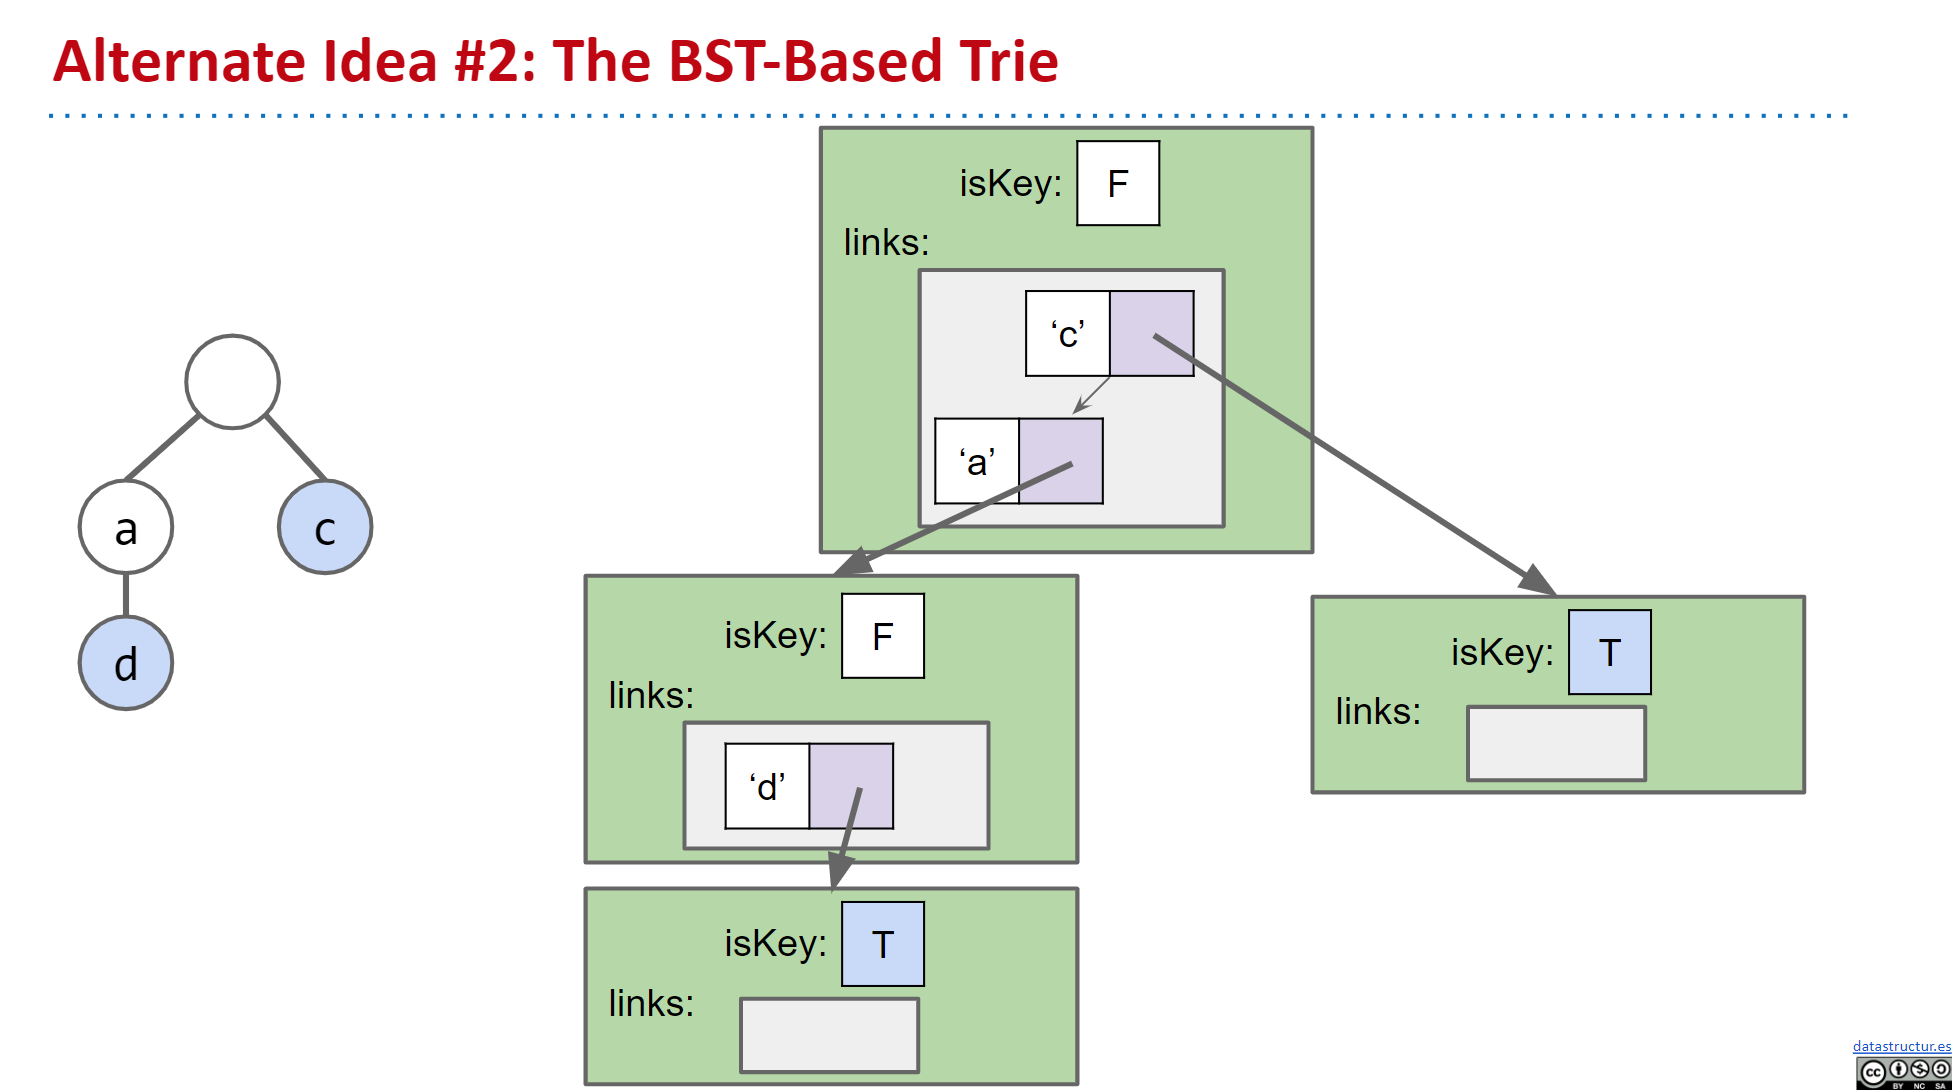 Alternate Idea #2: The BST-Based Trie
isKey: F
links:
‘c’
‘a’
a
c
d
isKey: F
links:
‘d’
isKey: T
links:
isKey: T
links:
datastructur.es
cc
BY NC SA